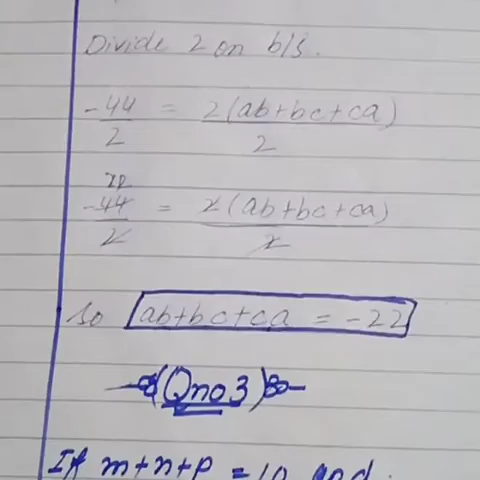 Divide 2 on b/s.
-44/2 = 2(ab+bc+ca)/2
22
-44/2 = 2(ab+bc+ca)/2
So ab+bc+ca = -22
(Qno3)
If m+n+p = 10 and